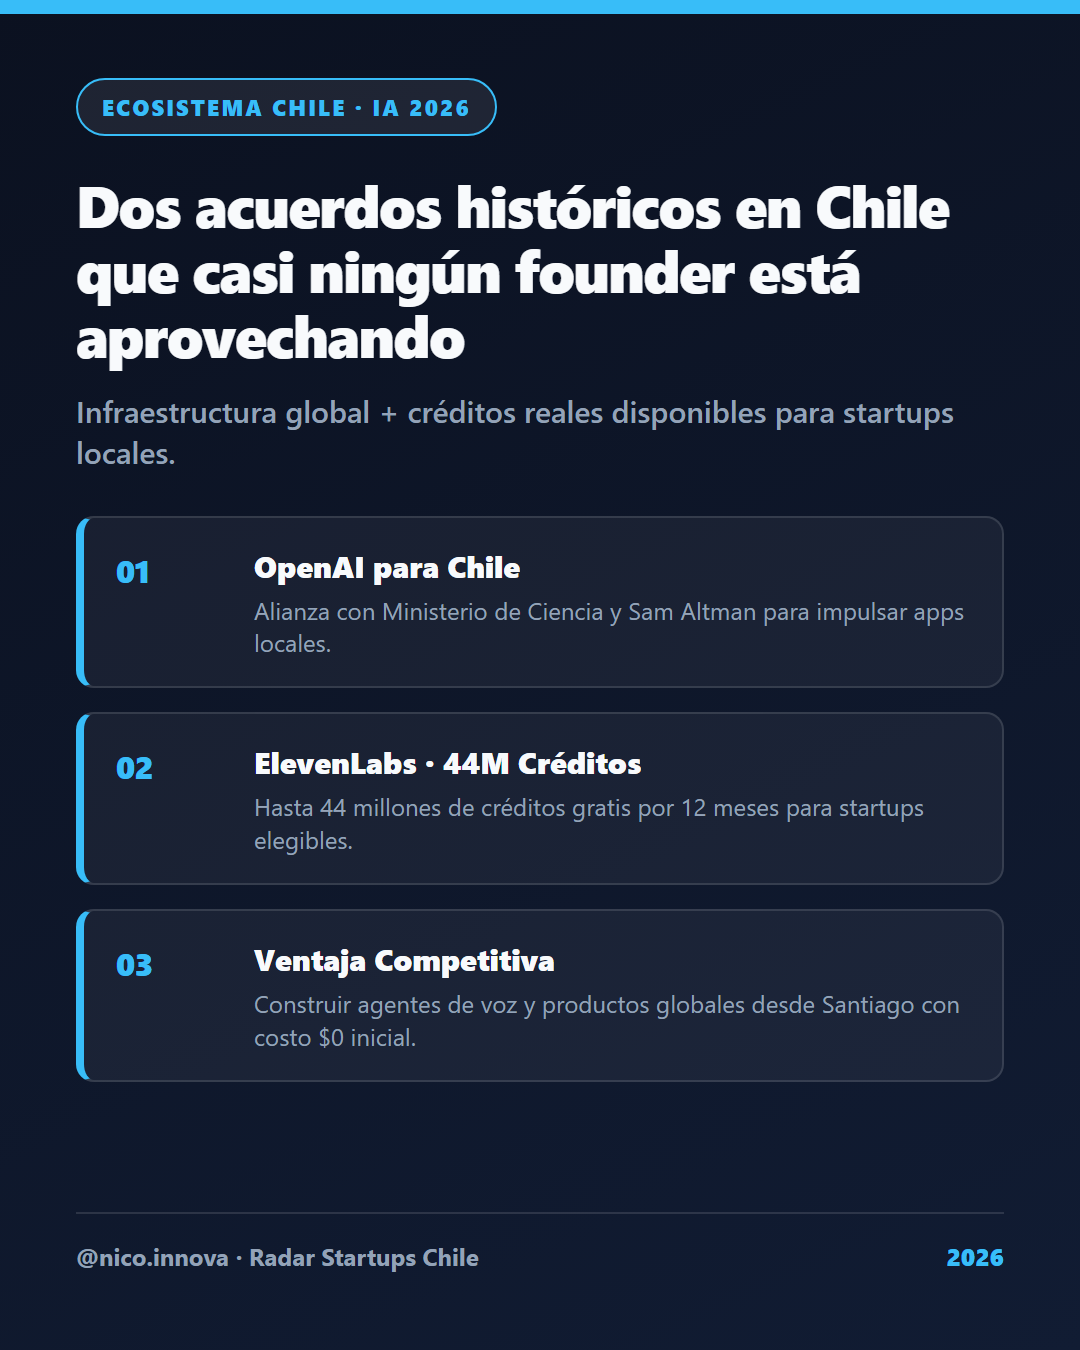 ECOSISTEMA CHILE · IA 2026
Dos acuerdos históricos en Chile
que casi ningún founder está
aprovechando
Infraestructura global + créditos reales disponibles para startups
locales.
01
OpenAI para Chile
Alianza con Ministerio de Ciencia y Sam Altman para impulsar apps
locales.
02
ElevenLabs · 44M Créditos
Hasta 44 millones de créditos gratis por 12 meses para startups
elegibles.
03
Ventaja Competitiva
Construir agentes de voz y productos globales desde Santiago con
costo $0 inicial.
@nico.innova · Radar Startups Chile
2026